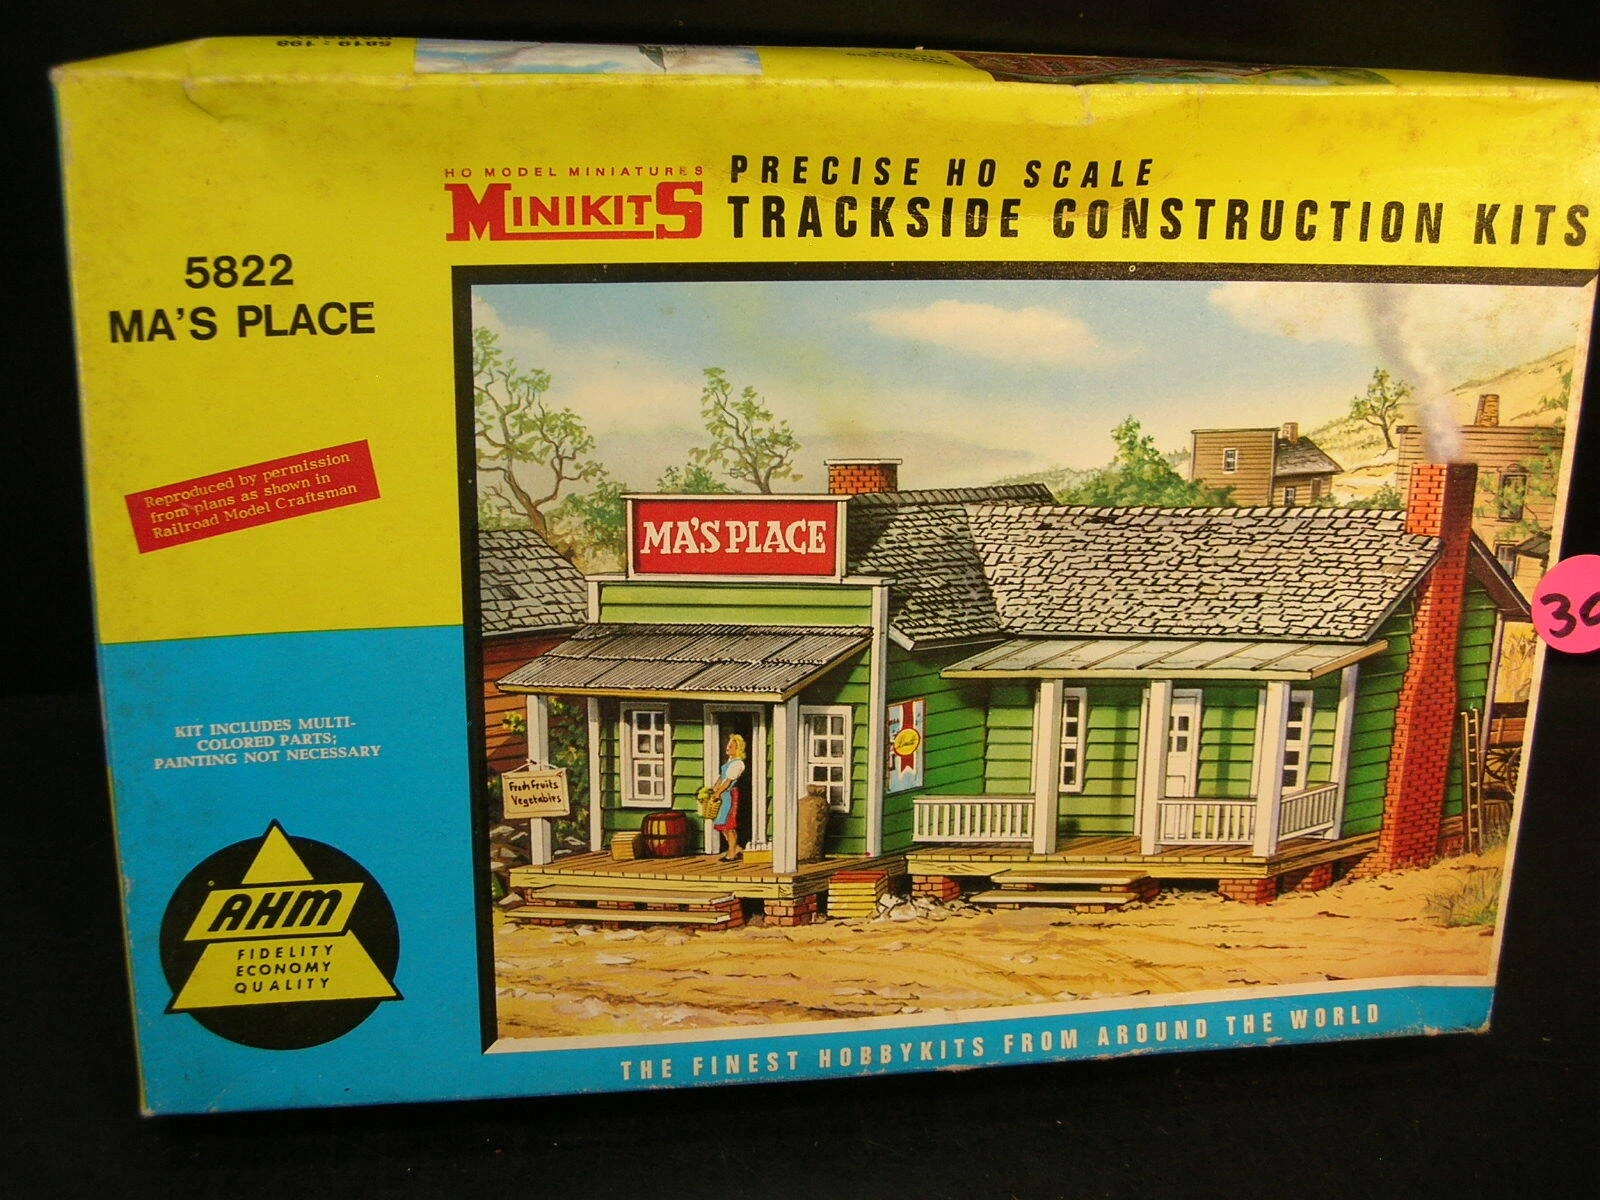 HO MODEL MINIATURES
MINIKITS
PRECISE HO SCALE
TRACKSIDE CONSTRUCTION KITS
5822
MA'S PLACE
Reproduced by permission
from plans as shown in
Railroad Model Craftsman
MA'S PLACE
Fresh Fruits
Vegetables
KIT INCLUDES MULTI-
COLORED PARTS;
PAINTING NOT NECESSARY
AHM
FIDELITY
ECONOMY
QUALITY
THE FINEST HOBBYKITS FROM AROUND THE WORLD
30